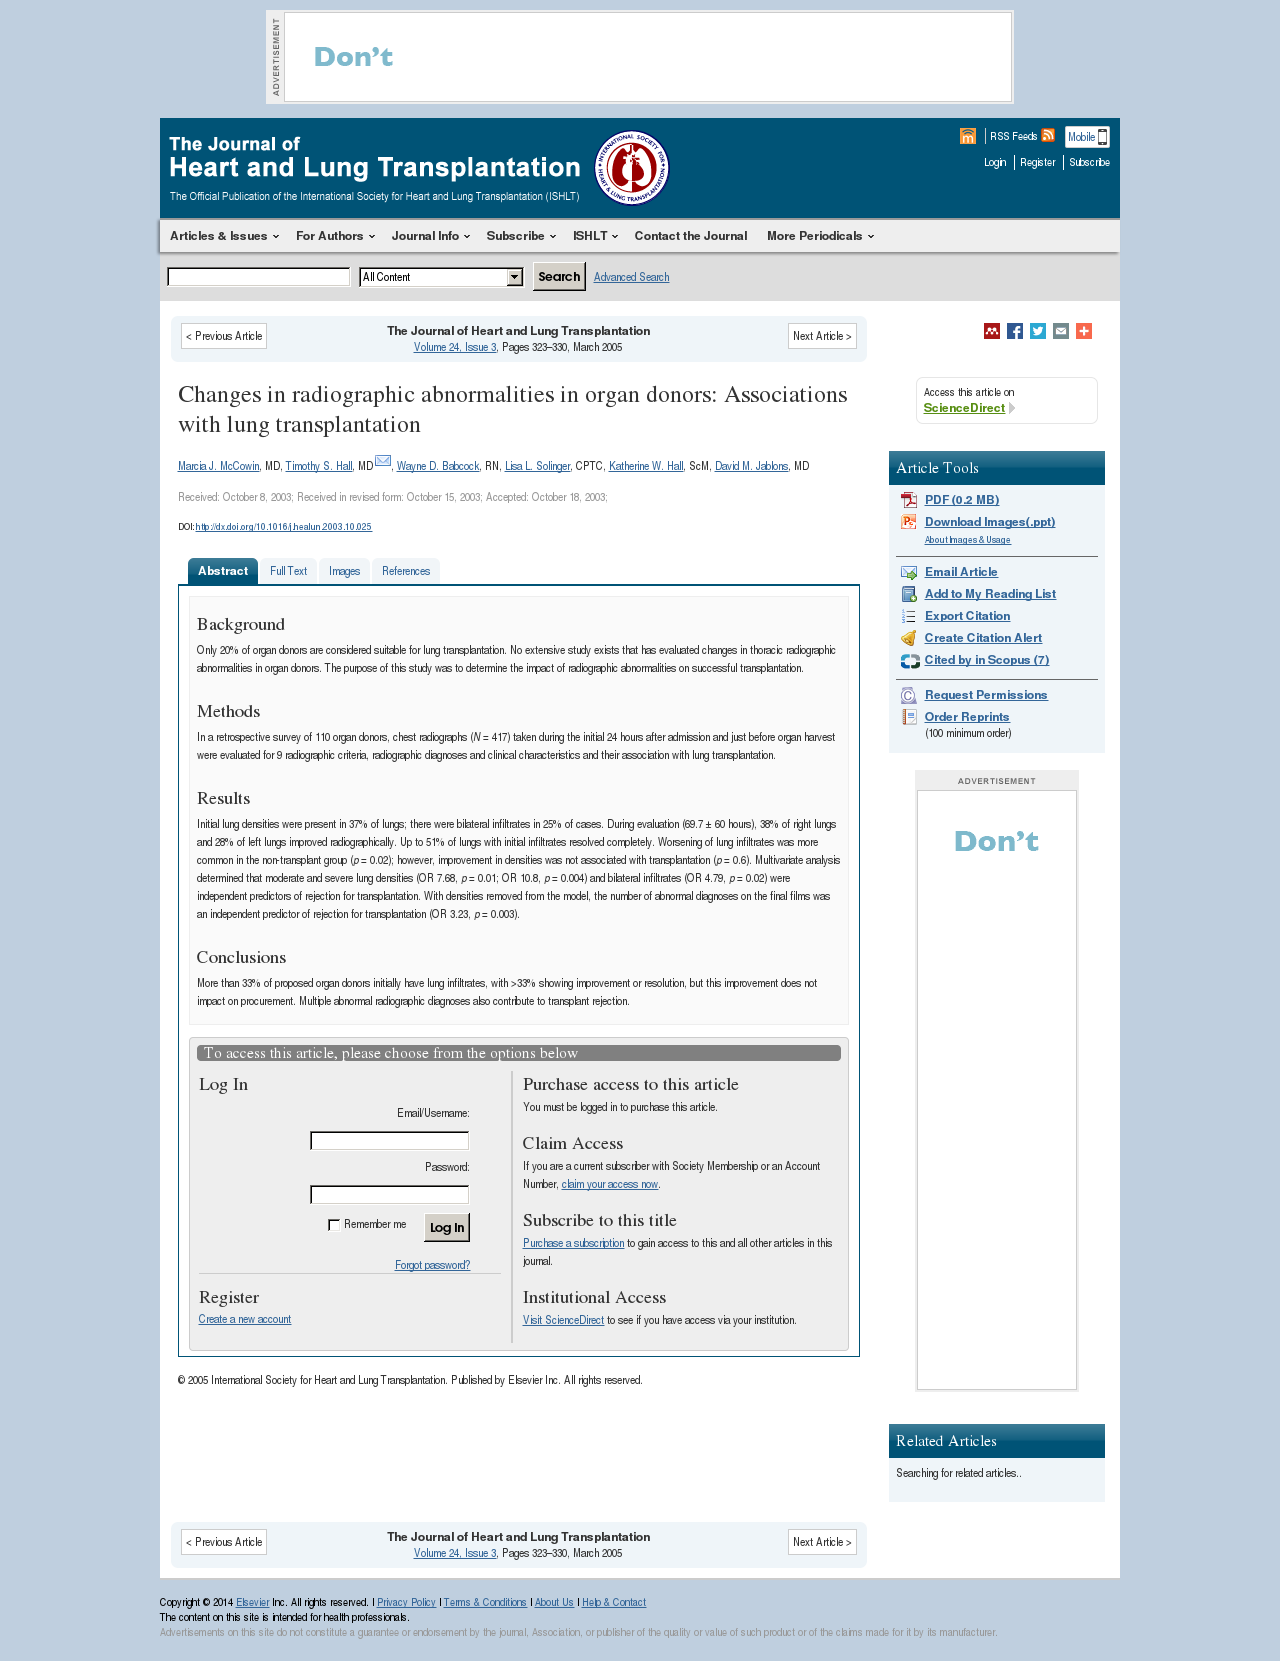 ADVERTISEMENT
Don't
The Journal of
Heart and Lung Transplantation
The Official Publication of the International Society for Heart and Lung Transplantation (ISHLT)
INTERNATIONAL SOCIETY FOR HEART & LUNG TRANSPLANTATION
RSS Feeds
Mobile
Login
Register
Subscribe
Articles & Issues
For Authors
Journal Info
Subscribe
ISHLT
Contact the Journal
More Periodicals
All Content
Search
Advanced Search
< Previous Article
The Journal of Heart and Lung Transplantation
Volume 24, Issue 3, Pages 323–330, March 2005
Next Article >
Changes in radiographic abnormalities in organ donors: Associations
with lung transplantation
Marcia J. McCowin, MD, Timothy S. Hall, MD, Wayne D. Babcock, RN, Lisa L. Solinger, CPTC, Katherine W. Hall, ScM, David M. Jablons, MD
Received: October 8, 2003; Received in revised form: October 15, 2003; Accepted: October 18, 2003;
DOI: http://dx.doi.org/10.1016/j.healun.2003.10.025
Abstract
Full Text
Images
References
Background
Only 20% of organ donors are considered suitable for lung transplantation. No extensive study exists that has evaluated changes in thoracic radiographic
abnormalities in organ donors. The purpose of this study was to determine the impact of radiographic abnormalities on successful transplantation.
Methods
In a retrospective survey of 110 organ donors, chest radiographs (N = 417) taken during the initial 24 hours after admission and just before organ harvest
were evaluated for 9 radiographic criteria, radiographic diagnoses and clinical characteristics and their association with lung transplantation.
Results
Initial lung densities were present in 37% of lungs; there were bilateral infiltrates in 25% of cases. During evaluation (69.7 ± 60 hours), 38% of right lungs
and 28% of left lungs improved radiographically. Up to 51% of lungs with initial infiltrates resolved completely. Worsening of lung infiltrates was more
common in the non-transplant group (p = 0.02); however, improvement in densities was not associated with transplantation (p = 0.6). Multivariate analysis
determined that moderate and severe lung densities (OR 7.68, p = 0.01; OR 10.8, p = 0.004) and bilateral infiltrates (OR 4.79, p = 0.02) were
independent predictors of rejection for transplantation. With densities removed from the model, the number of abnormal diagnoses on the final films was
an independent predictor of rejection for transplantation (OR 3.23, p = 0.003).
Conclusions
More than 33% of proposed organ donors initially have lung infiltrates, with >33% showing improvement or resolution, but this improvement does not
impact on procurement. Multiple abnormal radiographic diagnoses also contribute to transplant rejection.
To access this article, please choose from the options below
Log In
Email/Username:
Password:
Remember me
Log In
Forgot password?
Register
Create a new account
Purchase access to this article
You must be logged in to purchase this article.
Claim Access
If you are a current subscriber with Society Membership or an Account
Number, claim your access now.
Subscribe to this title
Purchase a subscription to gain access to this and all other articles in this
journal.
Institutional Access
Visit ScienceDirect to see if you have access via your institution.
© 2005 International Society for Heart and Lung Transplantation. Published by Elsevier Inc. All rights reserved.
Access this article on
ScienceDirect
Article Tools
PDF (0.2 MB)
Download Images(.ppt)
About Images & Usage
Email Article
Add to My Reading List
Export Citation
Create Citation Alert
Cited by in Scopus (7)
Request Permissions
Order Reprints
(100 minimum order)
ADVERTISEMENT
Don't
Related Articles
Searching for related articles..
< Previous Article
The Journal of Heart and Lung Transplantation
Volume 24, Issue 3, Pages 323–330, March 2005
Next Article >
Copyright © 2014 Elsevier Inc. All rights reserved. | Privacy Policy | Terms & Conditions | About Us | Help & Contact
The content on this site is intended for health professionals.
Advertisements on this site do not constitute a guarantee or endorsement by the journal, Association, or publisher of the quality or value of such product or of the claims made for it by its manufacturer.